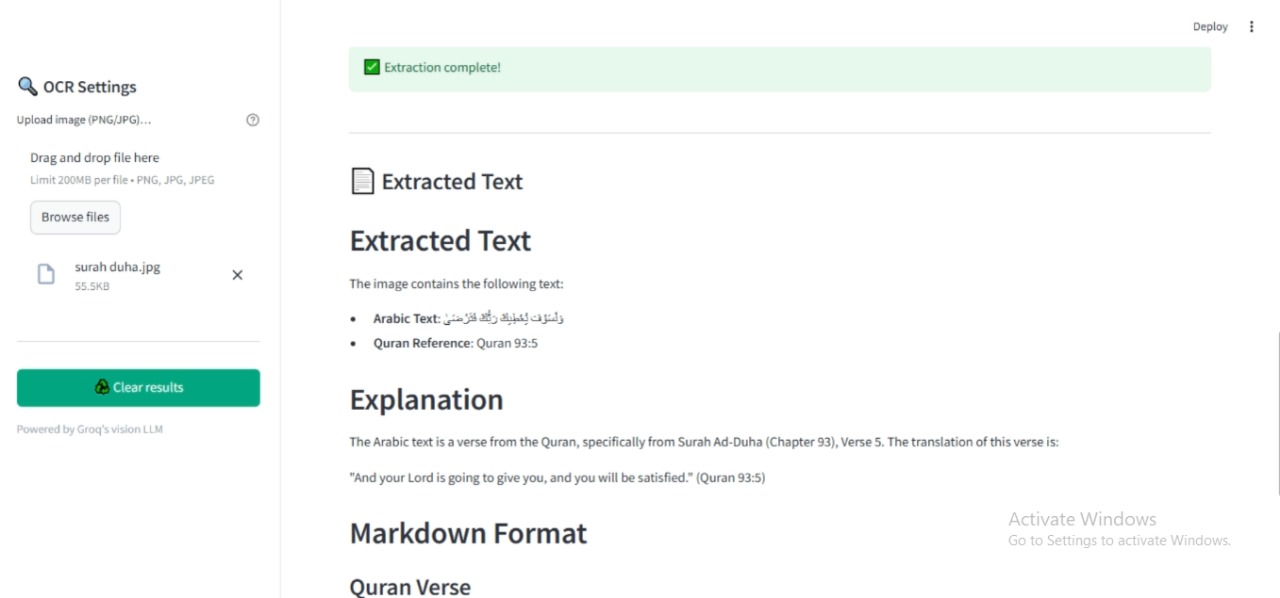 Deploy
✅ Extraction complete!
🔍 OCR Settings
Upload image (PNG/JPG)...
Drag and drop file here
Limit 200MB per file • PNG, JPG, JPEG
Browse files
surah duha.jpg
55.5KB
Clear results
Powered by Groq's vision LLM
Extracted Text
Extracted Text
The image contains the following text:
• Arabic Text: وَلَسَوْفَ يُعْطِيكَ رَبُّكَ فَتَرْضَىٰ
• Quran Reference: Quran 93:5
Explanation
The Arabic text is a verse from the Quran, specifically from Surah Ad-Duha (Chapter 93), Verse 5. The translation of this verse is:
"And your Lord is going to give you, and you will be satisfied." (Quran 93:5)
Markdown Format
Quran Verse
Activate Windows
Go to Settings to activate Windows.